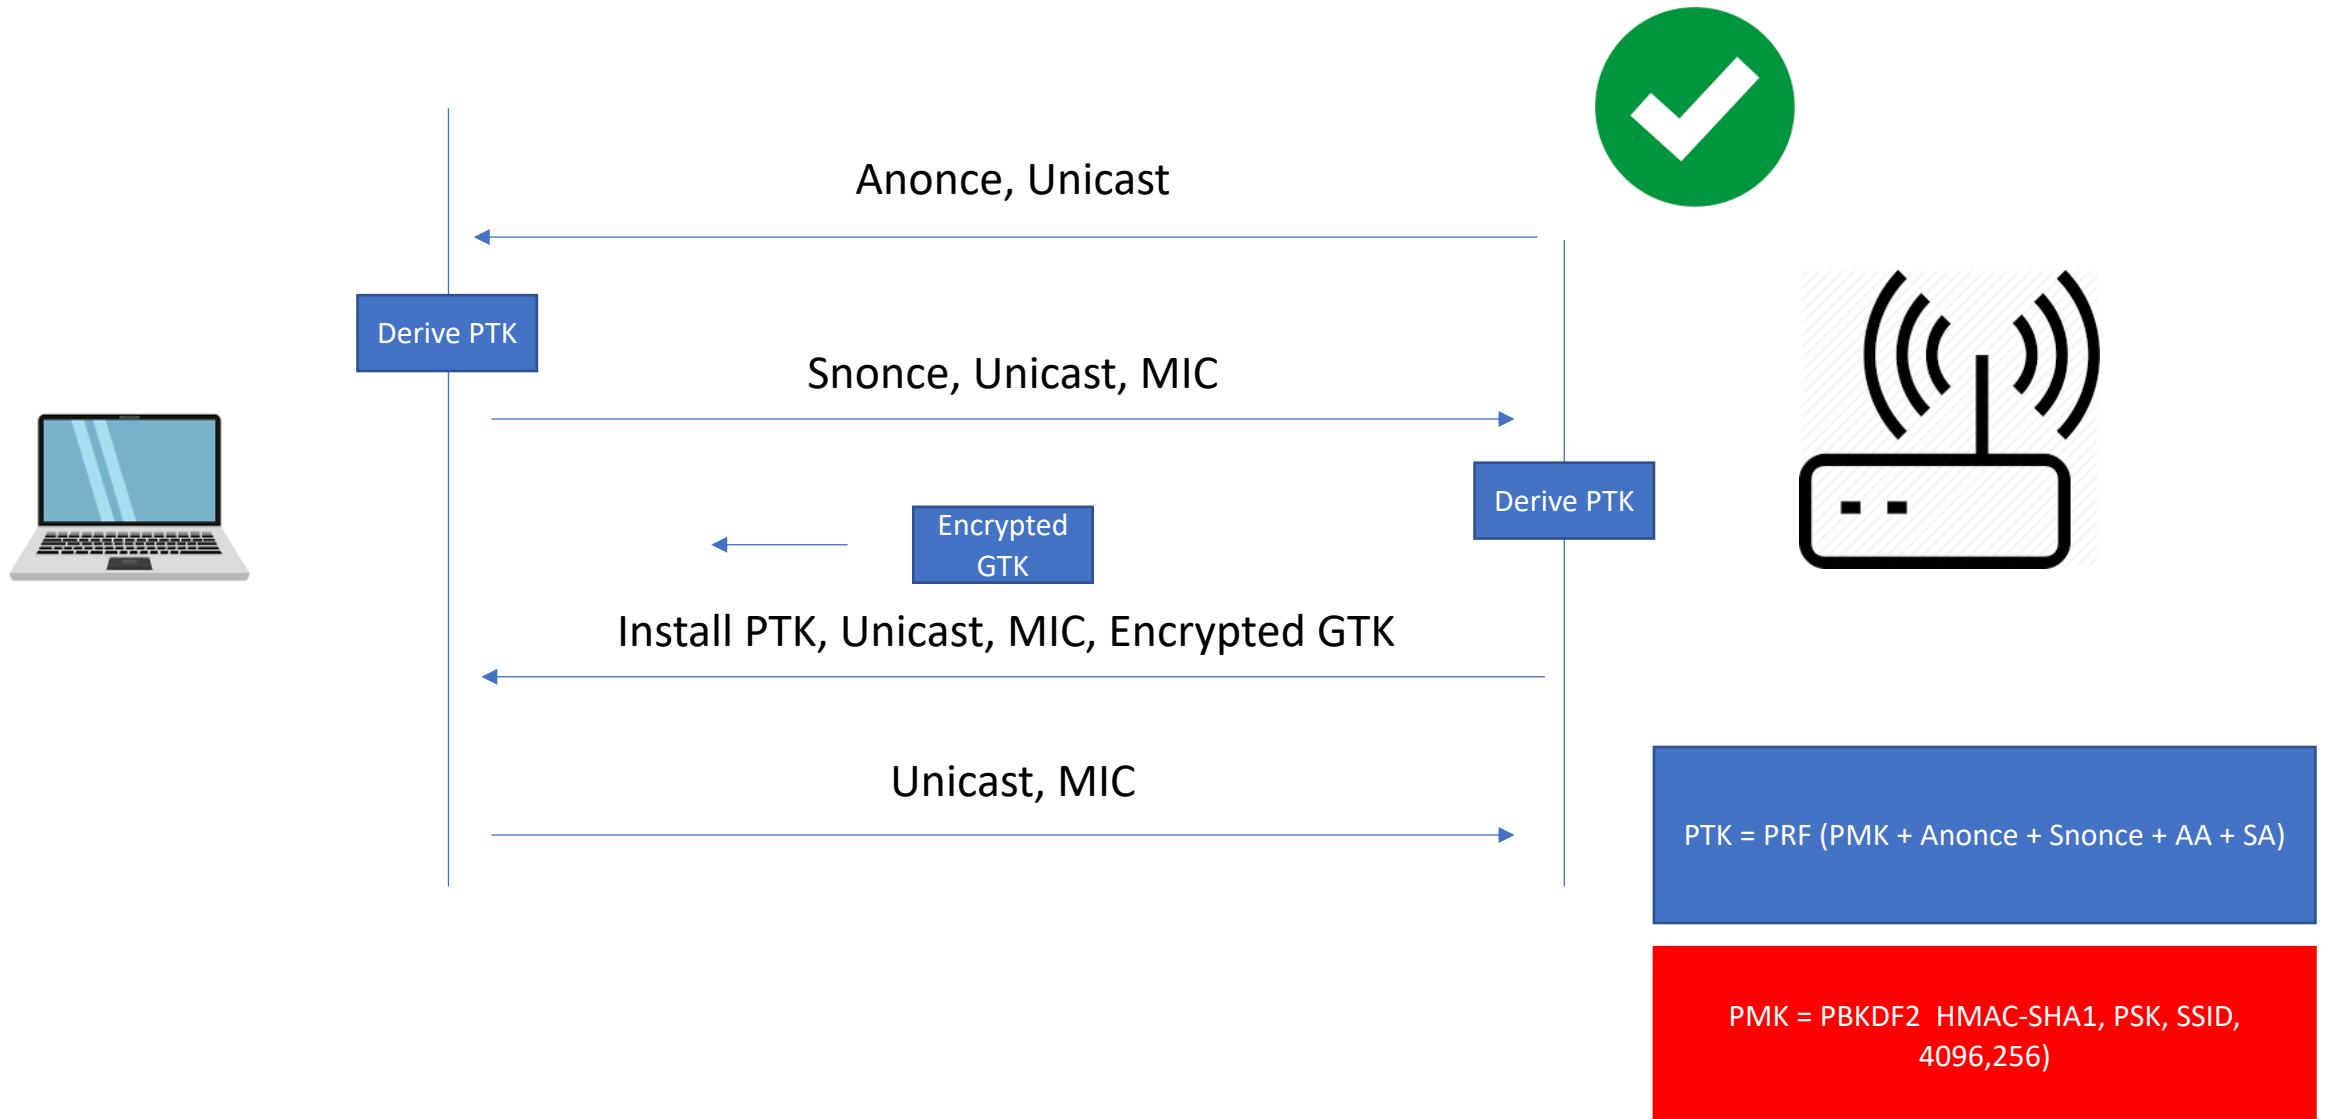 Anonce, Unicast
Derive PTK
Snonce, Unicast, MIC
Derive PTK
Encrypted
GTK
Install PTK, Unicast, MIC, Encrypted GTK
Unicast, MIC
PTK = PRF (PMK + Anonce + Snonce + AA + SA)
PMK = PBKDF2  HMAC-SHA1, PSK, SSID,
4096,256)